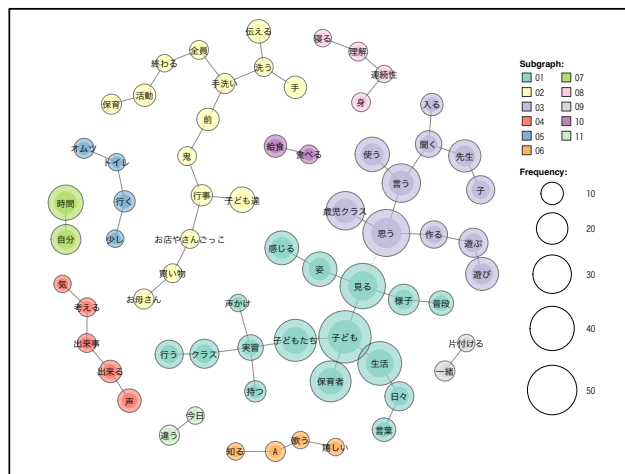 伝える
全員
終わる
洗う
手洗い
手
保育
活動
前
鬼
行事
子ども達
お店やさんごっこ
買い物
お母さん
寝る
理解
連続性
身
給食
食べる
オムツ
トイレ
行く
少し
時間
自分
気
考える
出来事
出来る
声
入る
聞く
先生
子
使う
言う
歳児クラス
思う
作る
遊ぶ
遊び
感じる
姿
見る
様子
普段
声かけ
行う
クラス
実習
子どもたち
子ども
持つ
保育者
生活
日々
言葉
片付ける
一緒
今日
違う
知る
A
歌う
嬉しい
Subgraph:
01
02
03
04
05
06
07
08
09
10
11
Frequency:
10
20
30
40
50